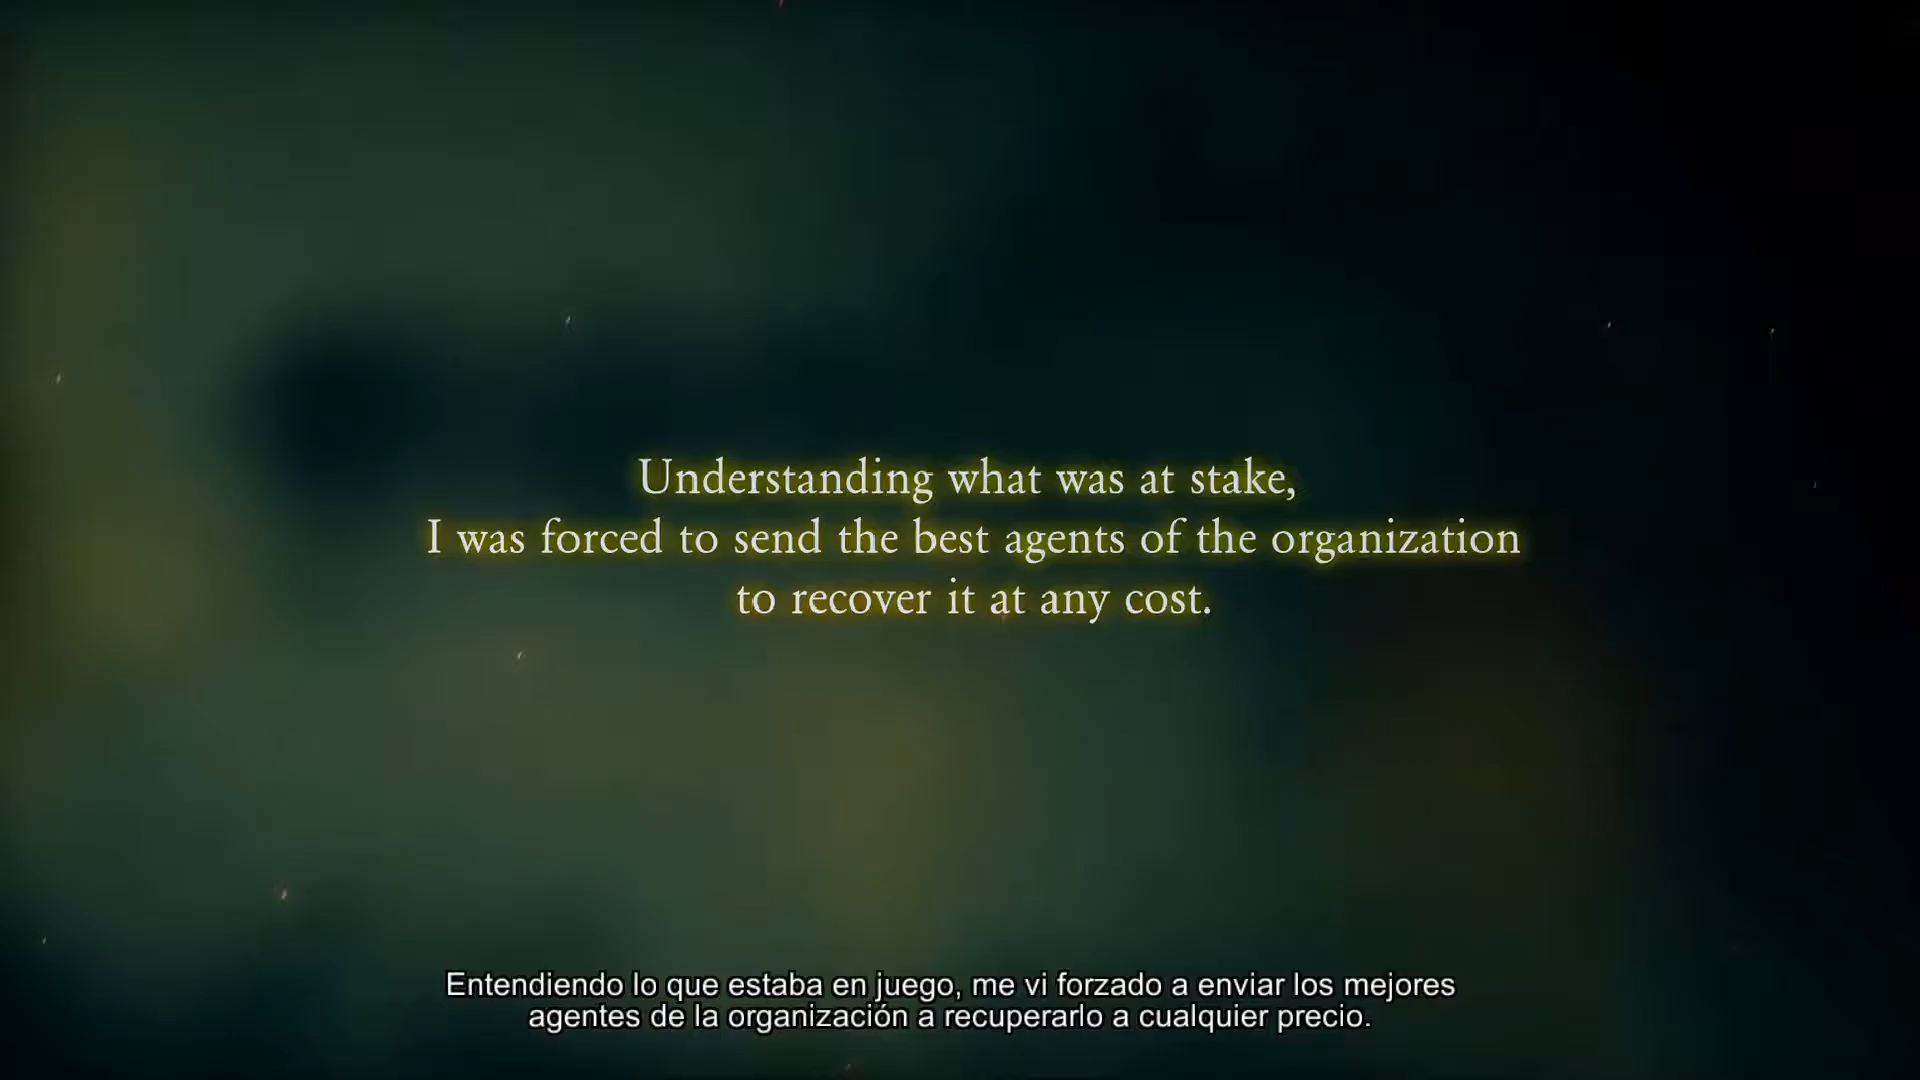 Understanding what was at stake,
I was forced to send the best agents of the organization
to recover it at any cost.
Entendiendo lo que estaba en juego, me vi forzado a enviar los mejores
agentes de la organización a recuperarlo a cualquier precio.